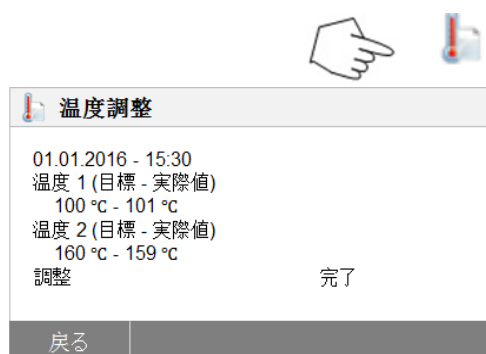 温度調整
01.01.2016 - 15:30
温度 1 (目標 - 実際値)
100 ℃ - 101 ℃
温度 2 (目標 - 実際値)
160 ℃ - 159 ℃
調整 完了
戻る